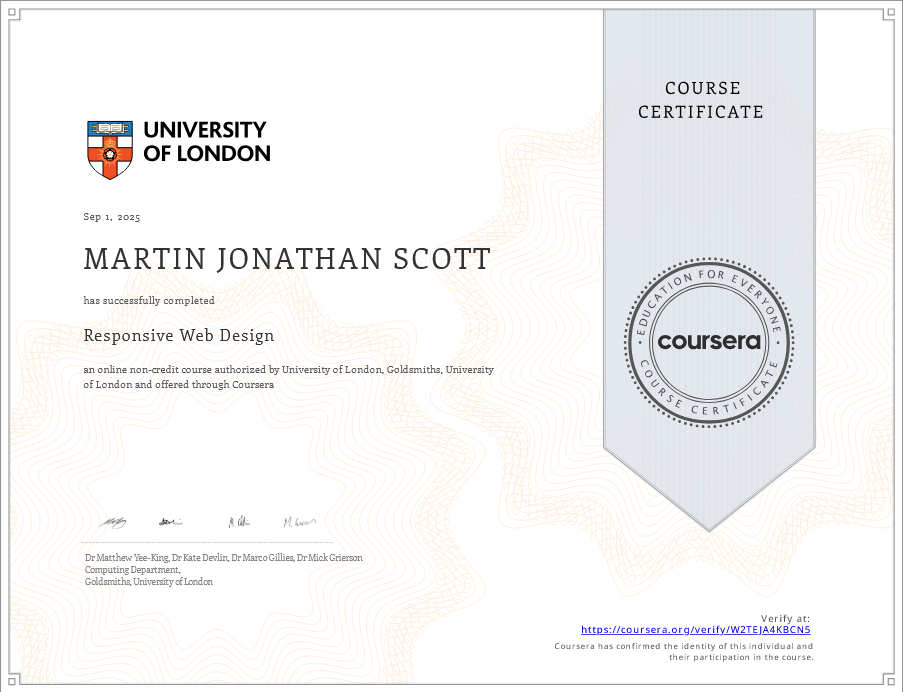 COURSE
CERTIFICATE
UNIVERSITY
OF LONDON
Sep 1, 2025
MARTIN JONATHAN SCOTT
has successfully completed
Responsive Web Design
an online non-credit course authorized by University of London, Goldsmiths, University
of London and offered through Coursera
EDUCATION FOR EVERYONE
coursera
COURSE CERTIFICATE
Dr Matthew Yee-King, Dr Kate Devlin, Dr Marco Gillies, Dr Mick Grierson
Computing Department,
Goldsmiths, University of London
Verify at:
https://coursera.org/verify/W2TEJA4KBCN5
Coursera has confirmed the identity of this individual and
their participation in the course.